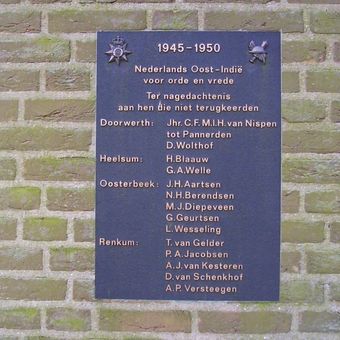 1945-1950
Nederlands Oost-Indië
voor orde en vrede
Ter nagedachtenis
aan hen die niet terugkeerden
Doorwerth: Jhr. C.F.M.I.H. van Nispen
tot Pannerden
D. Wolthof
Heelsum: H. Blaauw
G.A. Welle
Oosterbeek: J.H. Aartsen
N.H. Berendsen
M.J. Diepeveen
G. Geurtsen
L. Wesseling
Renkum: T. van Gelder
P.A. Jacobsen
A.J. van Kesteren
D. van Schenkhof
A.P. Versteegen